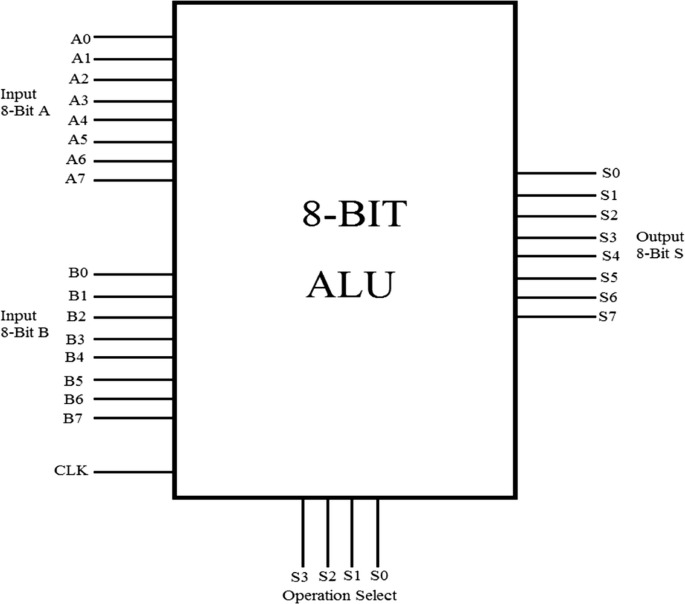 A0
A1
A2
A3
A4
A5
A6
A7
Input
8-Bit A
B0
B1
B2
B3
B4
B5
B6
B7
Input
8-Bit B
CLK
8-BIT
ALU
S0
S1
S2
S3
S4
S5
S6
S7
Output
8-Bit S
S3 S2 S1 S0
Operation Select